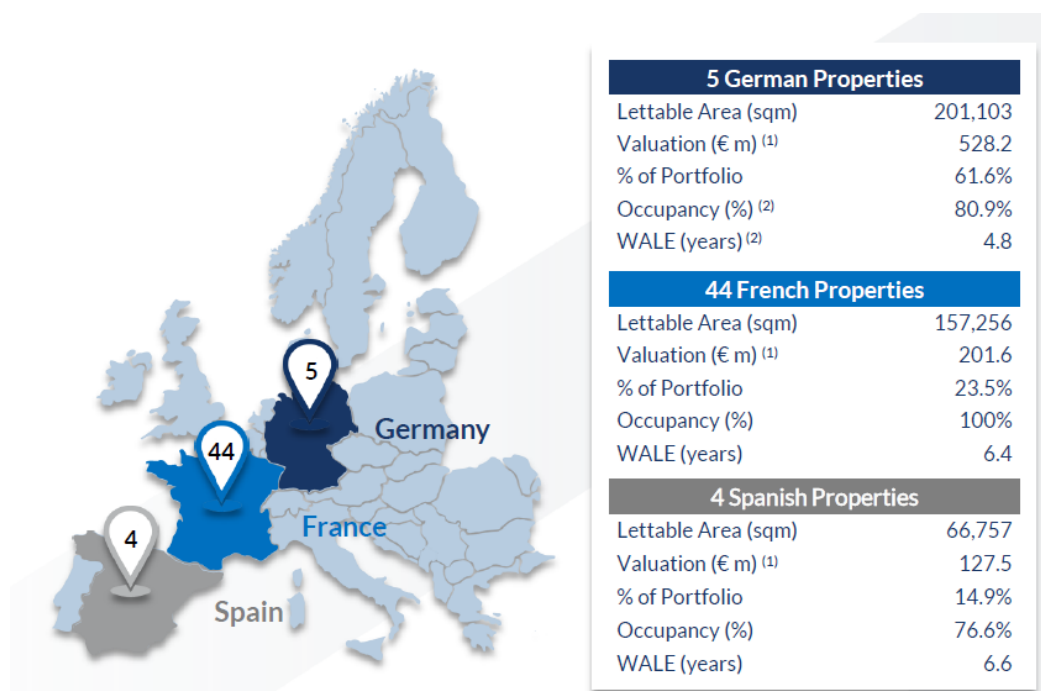 5
Germany
44
France
4
Spain
5 German Properties
Lettable Area (sqm) 201,103
Valuation (€ m) (1) 528.2
% of Portfolio 61.6%
Occupancy (%) (2) 80.9%
WALE (years) (2) 4.8
44 French Properties
Lettable Area (sqm) 157,256
Valuation (€ m) (1) 201.6
% of Portfolio 23.5%
Occupancy (%) 100%
WALE (years) 6.4
4 Spanish Properties
Lettable Area (sqm) 66,757
Valuation (€ m) (1) 127.5
% of Portfolio 14.9%
Occupancy (%) 76.6%
WALE (years) 6.6